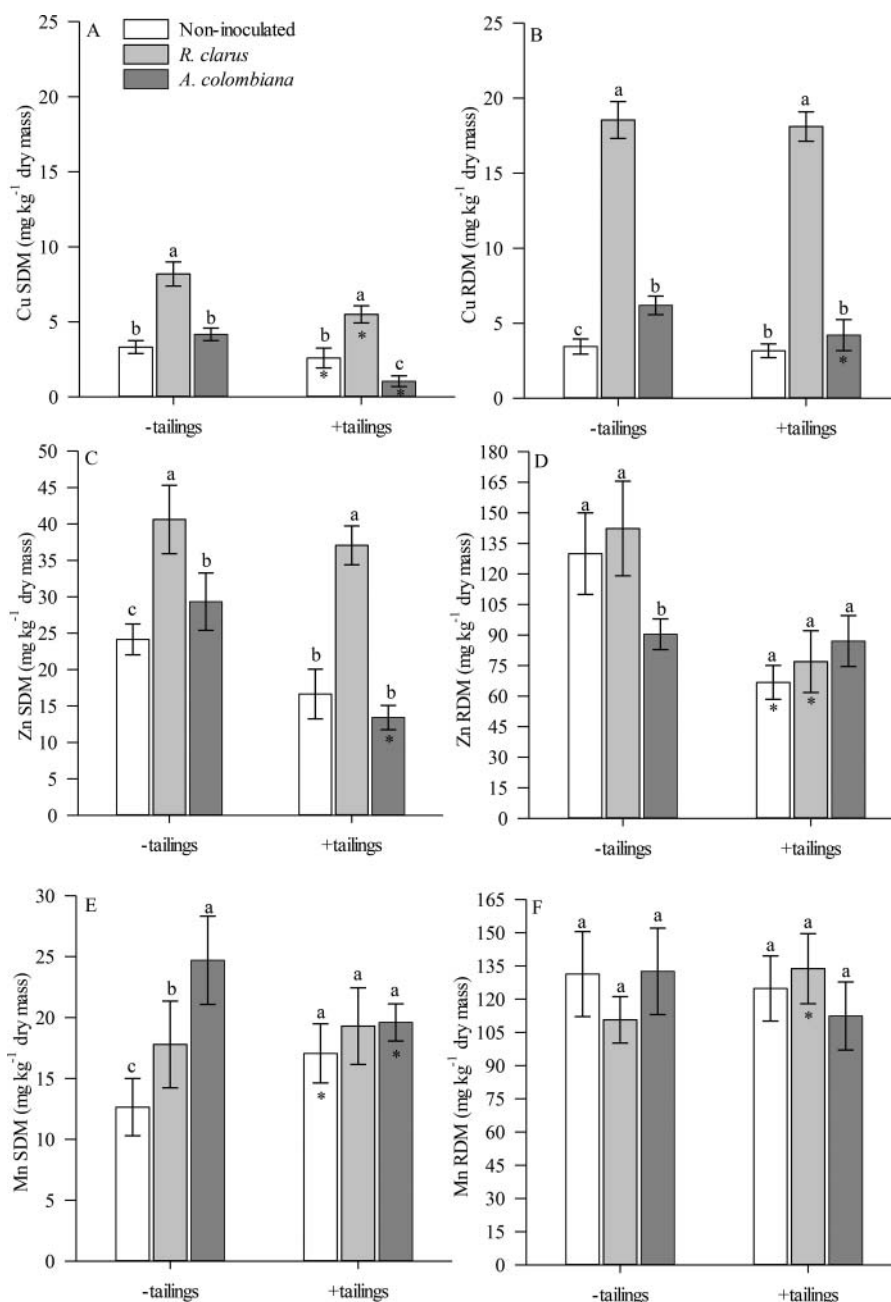 A
Non-inoculated
R. clarus
A. colombiana
Cu SDM (mg kg-1 dry mass)
25
20
15
10
5
0
b
a
b
b
a
c
*
*
*
-tailings
+tailings
B
Cu RDM (mg kg-1 dry mass)
25
20
15
10
5
0
c
a
b
b
a
b
*
-tailings
+tailings
C
Zn SDM (mg kg-1 dry mass)
50
45
40
35
30
25
20
15
10
5
0
c
a
b
b
a
b
*
-tailings
+tailings
D
Zn RDM (mg kg-1 dry mass)
180
165
150
135
120
105
90
75
60
45
30
15
0
a
a
b
a
a
a
*
*
-tailings
+tailings
E
Mn SDM (mg kg-1 dry mass)
30
25
20
15
10
5
0
c
b
a
a
a
a
*
*
-tailings
+tailings
F
Mn RDM (mg kg-1 dry mass)
165
150
135
120
105
90
75
60
45
30
15
0
a
a
a
a
a
a
*
-tailings
+tailings